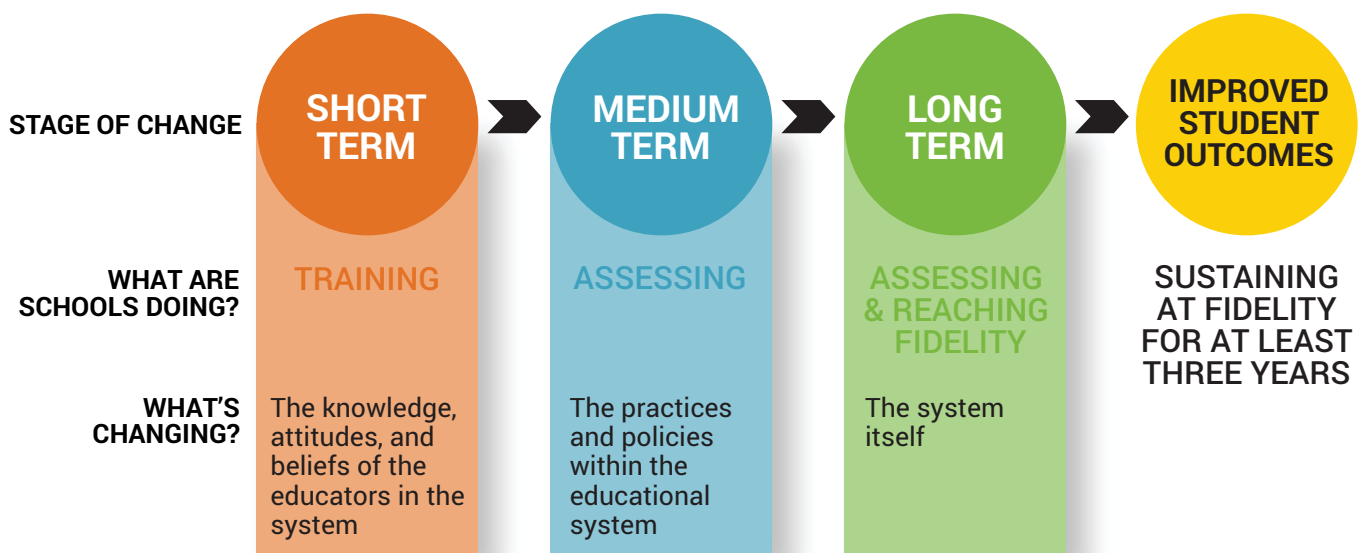 STAGE OF CHANGE
SHORT
TERM
MEDIUM
TERM
LONG
TERM
IMPROVED
STUDENT
OUTCOMES
WHAT ARE
SCHOOLS DOING?
TRAINING
ASSESSING
ASSESSING
& REACHING
FIDELITY
SUSTAINING
AT FIDELITY
FOR AT LEAST
THREE YEARS
WHAT'S
CHANGING?
The knowledge,
attitudes, and
beliefs of the
educators in the
system
The practices
and policies
within the
educational
system
The system
itself